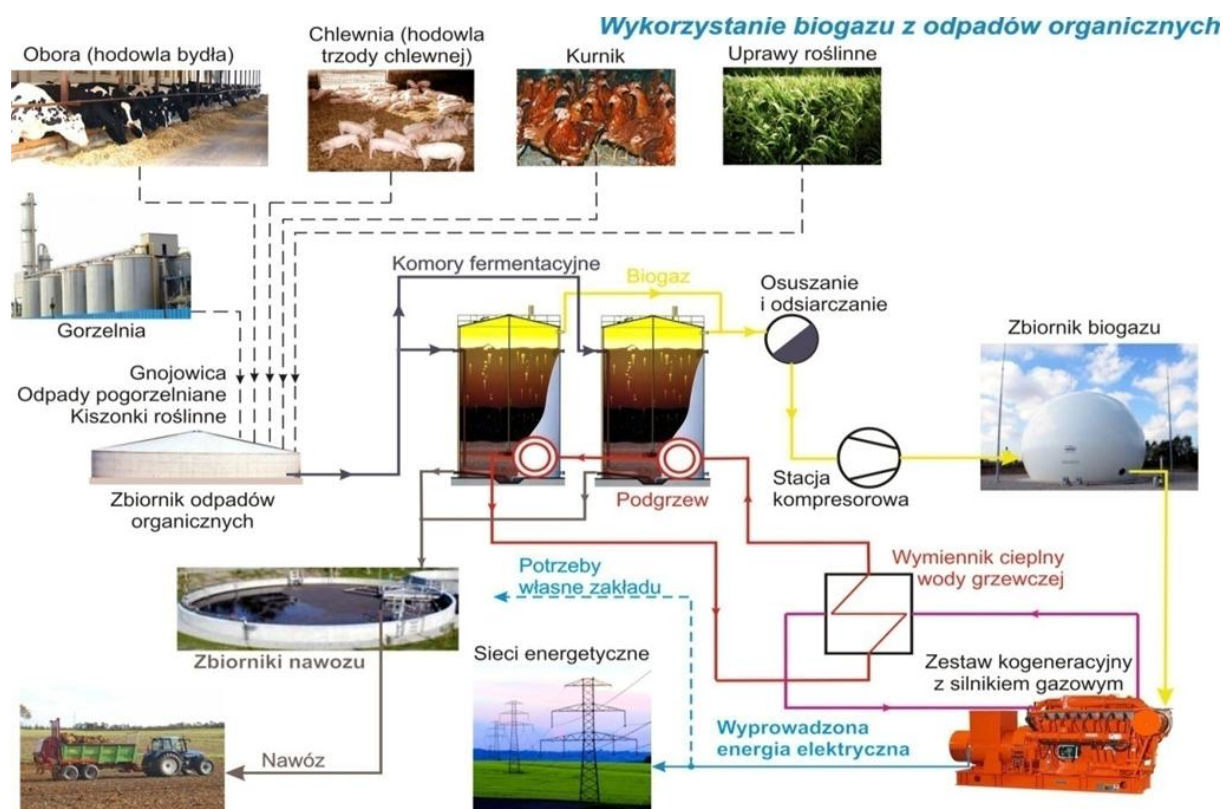 Wykorzystanie biogazu z odpadów organicznych
Obora (hodowla bydła)
Chlewnia (hodowla
trzody chlewnej)
Kurnik
Uprawy roślinne
Gorzelnia
Gnojowica
Odpady pogorzelniane
Kiszonki roślinne
Zbiornik odpadów
organicznych
Komory fermentacyjne
Biogaz
Osuszanie
i odsiarczanie
Zbiornik biogazu
Stacja
kompresorowa
Podgrzew
Wymiennik cieplny
wody grzewczej
Potrzeby
własne zakładu
Zbiorniki nawozu
Sieci energetyczne
Zestaw kogeneracyjny
z silnikiem gazowym
Wyprowadzona
energia elektryczna
Nawóz